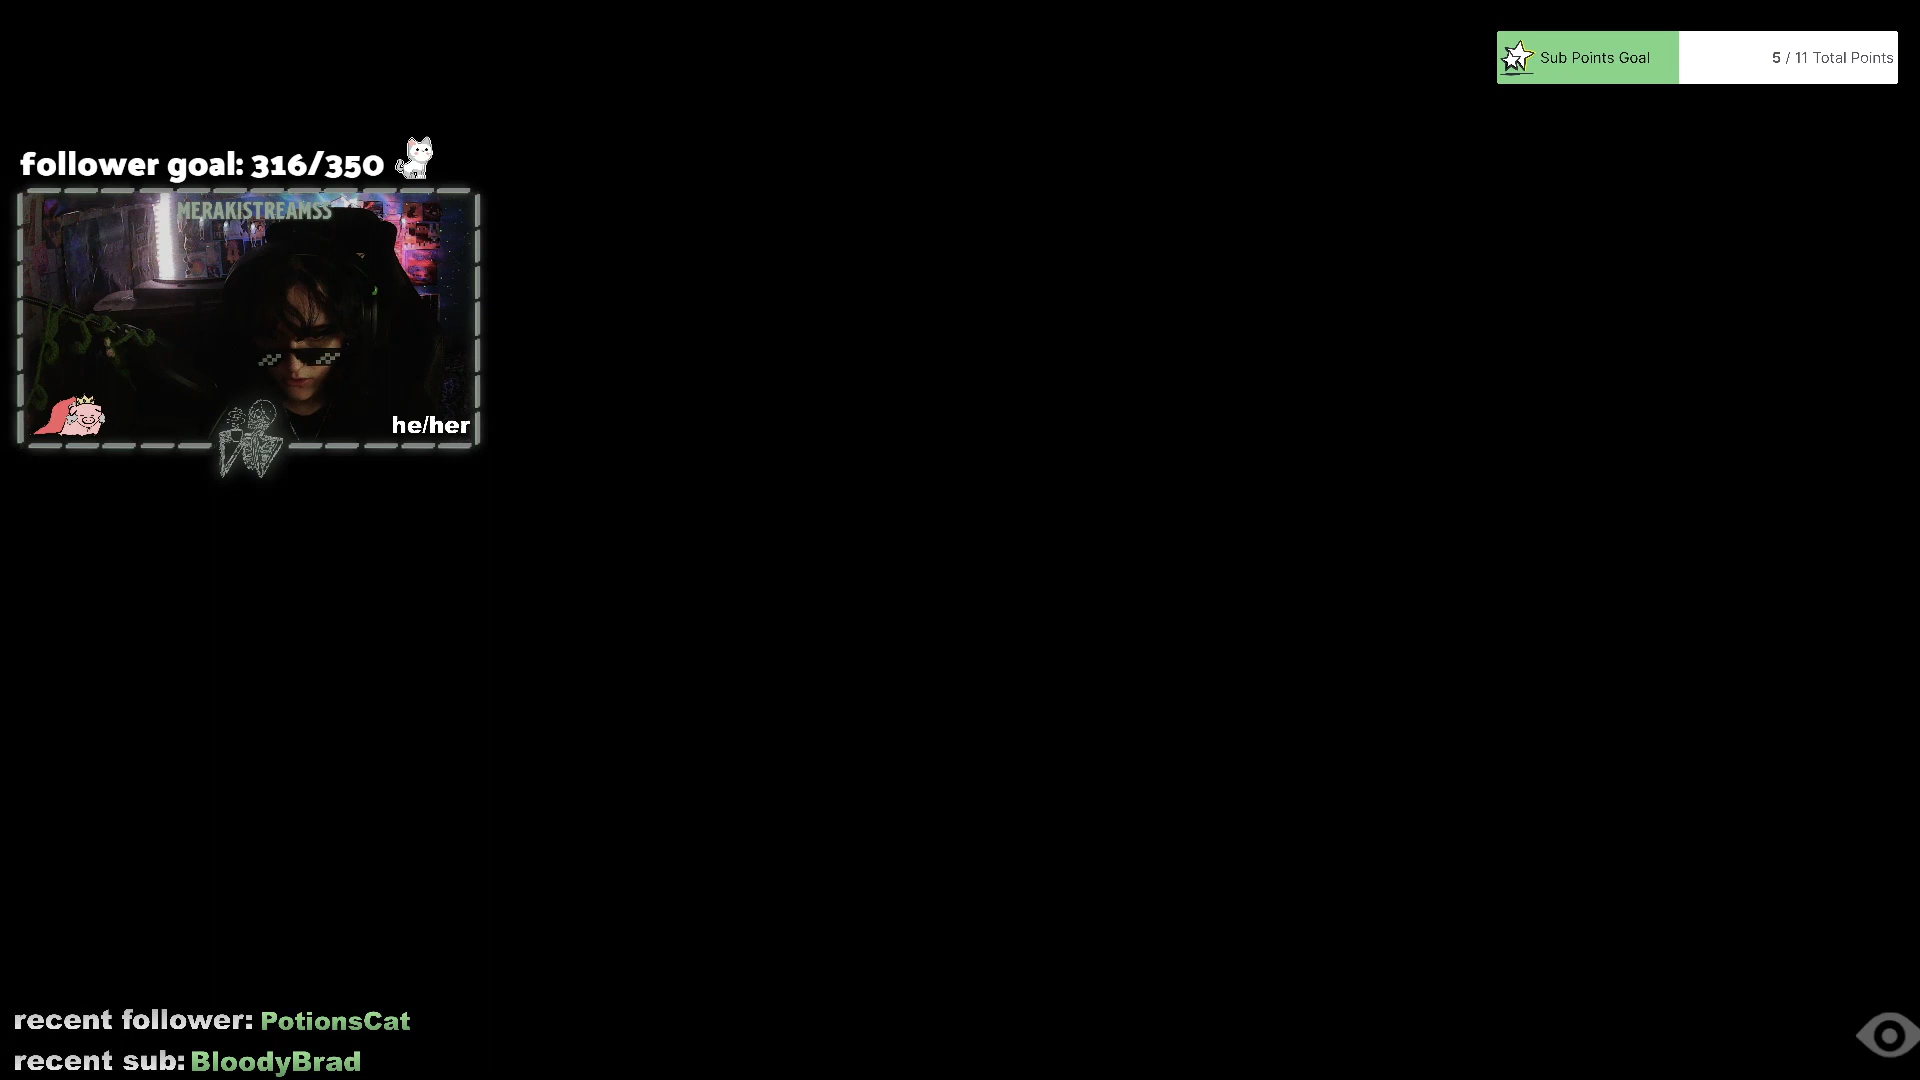 Sub Points Goal
5 / 11 Total Points
follower goal: 316/350
MERAKISTREAMSS
he/her
recent follower: PotionsCat
recent sub: BloodyBrad